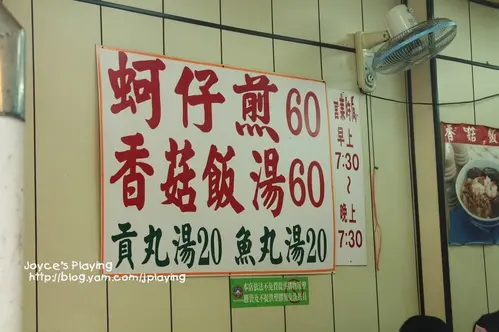 蚵仔煎60
香菇飯湯60
貢丸湯20 魚丸湯20
營業時間
早上
7:30
~
晚上
7:30
香菇飯
Joyce's Playing
http://blog.yam.com/jplaying